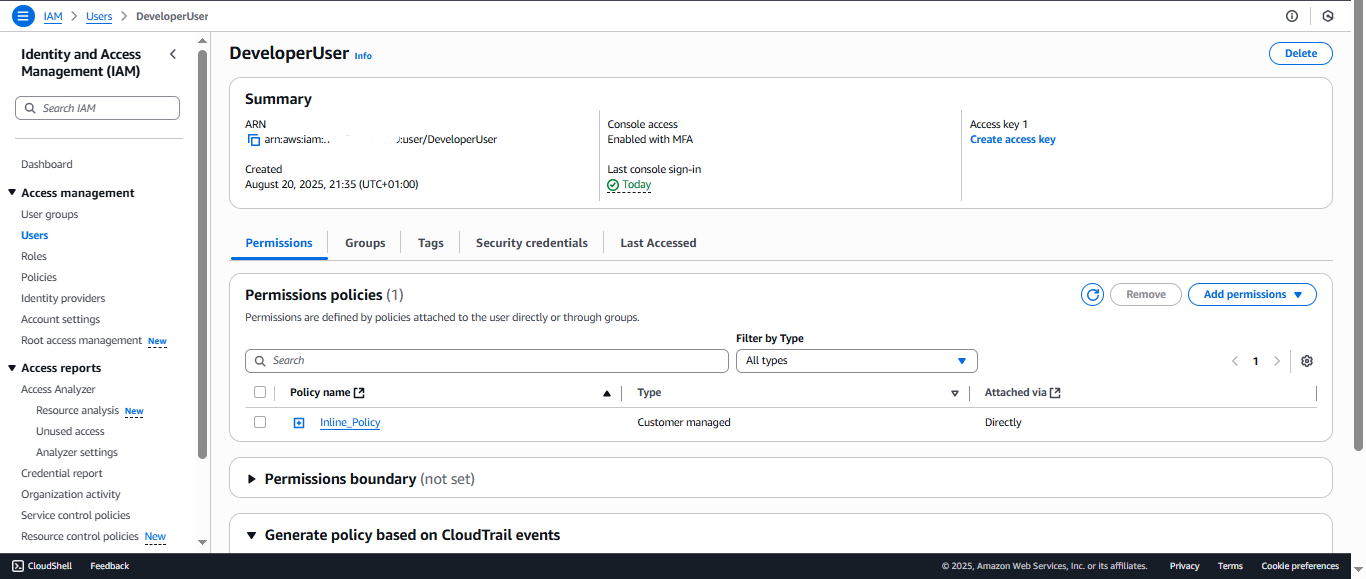 IAM > Users > DeveloperUser
Identity and Access
Management (IAM)
Search IAM
Dashboard
Access management
User groups
Users
Roles
Policies
Identity providers
Account settings
Root access management New
Access reports
Access Analyzer
Resource analysis New
Unused access
Analyzer settings
Credential report
Organization activity
Service control policies
Resource control policies New
DeveloperUser Info
Delete
Summary
ARN
arn:aws:iam: :user/DeveloperUser
Created
August 20, 2025, 21:35 (UTC+01:00)
Console access
Enabled with MFA
Last console sign-in
Today
Access key 1
Create access key
Permissions
Groups
Tags
Security credentials
Last Accessed
Permissions policies (1)
Remove
Add permissions
Permissions are defined by policies attached to the user directly or through groups.
Filter by Type
Search
All types
1
Policy name
Type
Attached via
Inline_Policy
Customer managed
Directly
Permissions boundary (not set)
Generate policy based on CloudTrail events
CloudShell
Feedback
© 2025, Amazon Web Services, Inc. or its affiliates.
Privacy
Terms
Cookie preferences